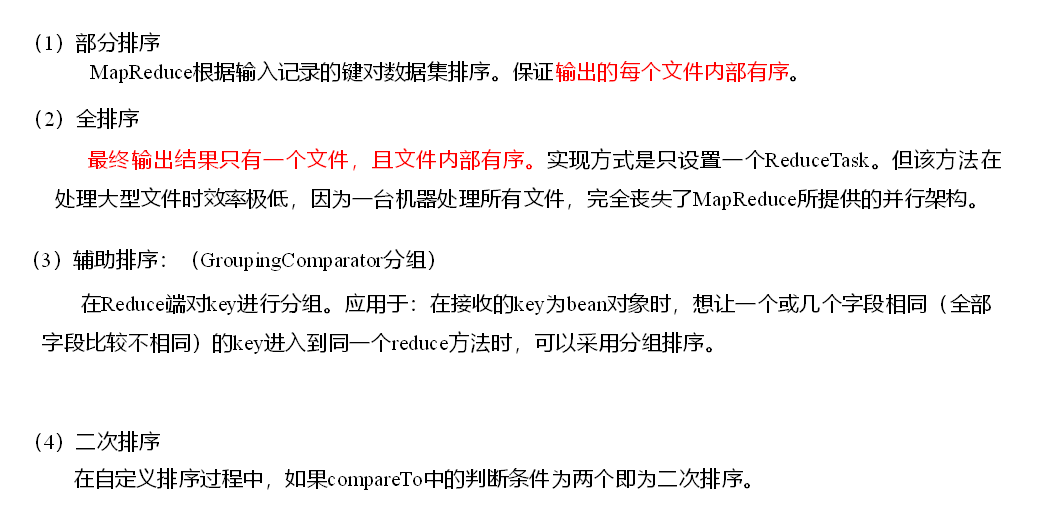 （1）部分排序
MapReduce根据输入记录的键对数据集排序。保证输出的每个文件内部有序。
（2）全排序
最终输出结果只有一个文件，且文件内部有序。实现方式是只设置一个ReduceTask。但该方法在
处理大型文件时效率极低，因为一台机器处理所有文件，完全丧失了MapReduce所提供的并行架构。
（3）辅助排序：（GroupingComparator分组）
在Reduce端对key进行分组。应用于：在接收的key为bean对象时，想让一个或几个字段相同（全部
字段比较不相同）的key进入到同一个reduce方法时，可以采用分组排序。
（4）二次排序
在自定义排序过程中，如果compareTo中的判断条件为两个即为二次排序。